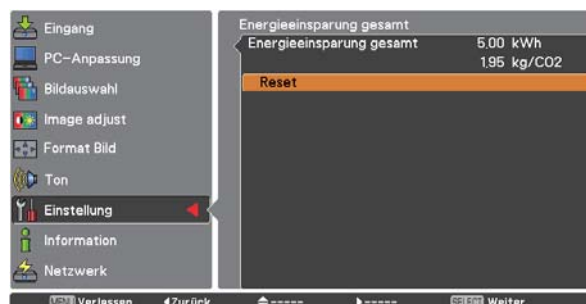 Eingang
PC-Anpassung
Bildauswahl
Image adjust
Format Bild
Ton
Einstellung
Information
Netzwerk
Energieeinsparung gesamt
Energieeinsparung gesamt 5,00 kWh
1,95 kg/CO2
Reset
MENU Verlassen ◀Zurück ⬘----- ▶----- SELECT Weiter